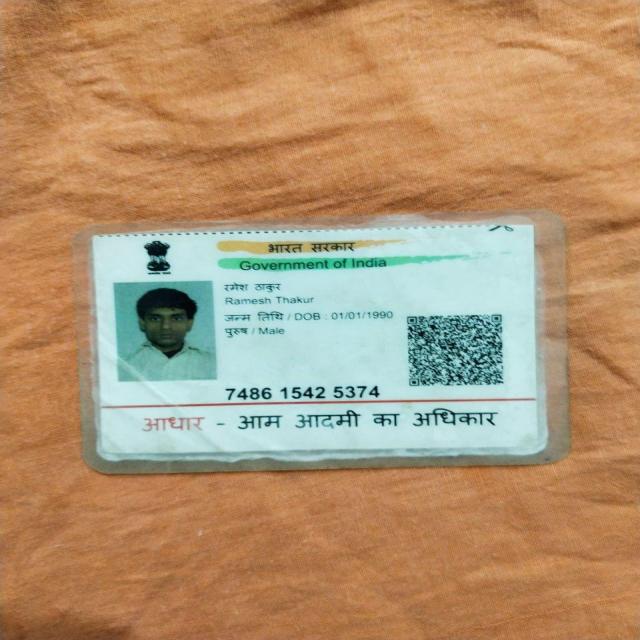 भारत सरकार
Government of India
रमेश ठाकुर
Ramesh Thakur
जन्म तिथि / DOB : 01/01/1990
पुरुष / Male
7486 1542 5374
आधार - आम आदमी का अधिकार